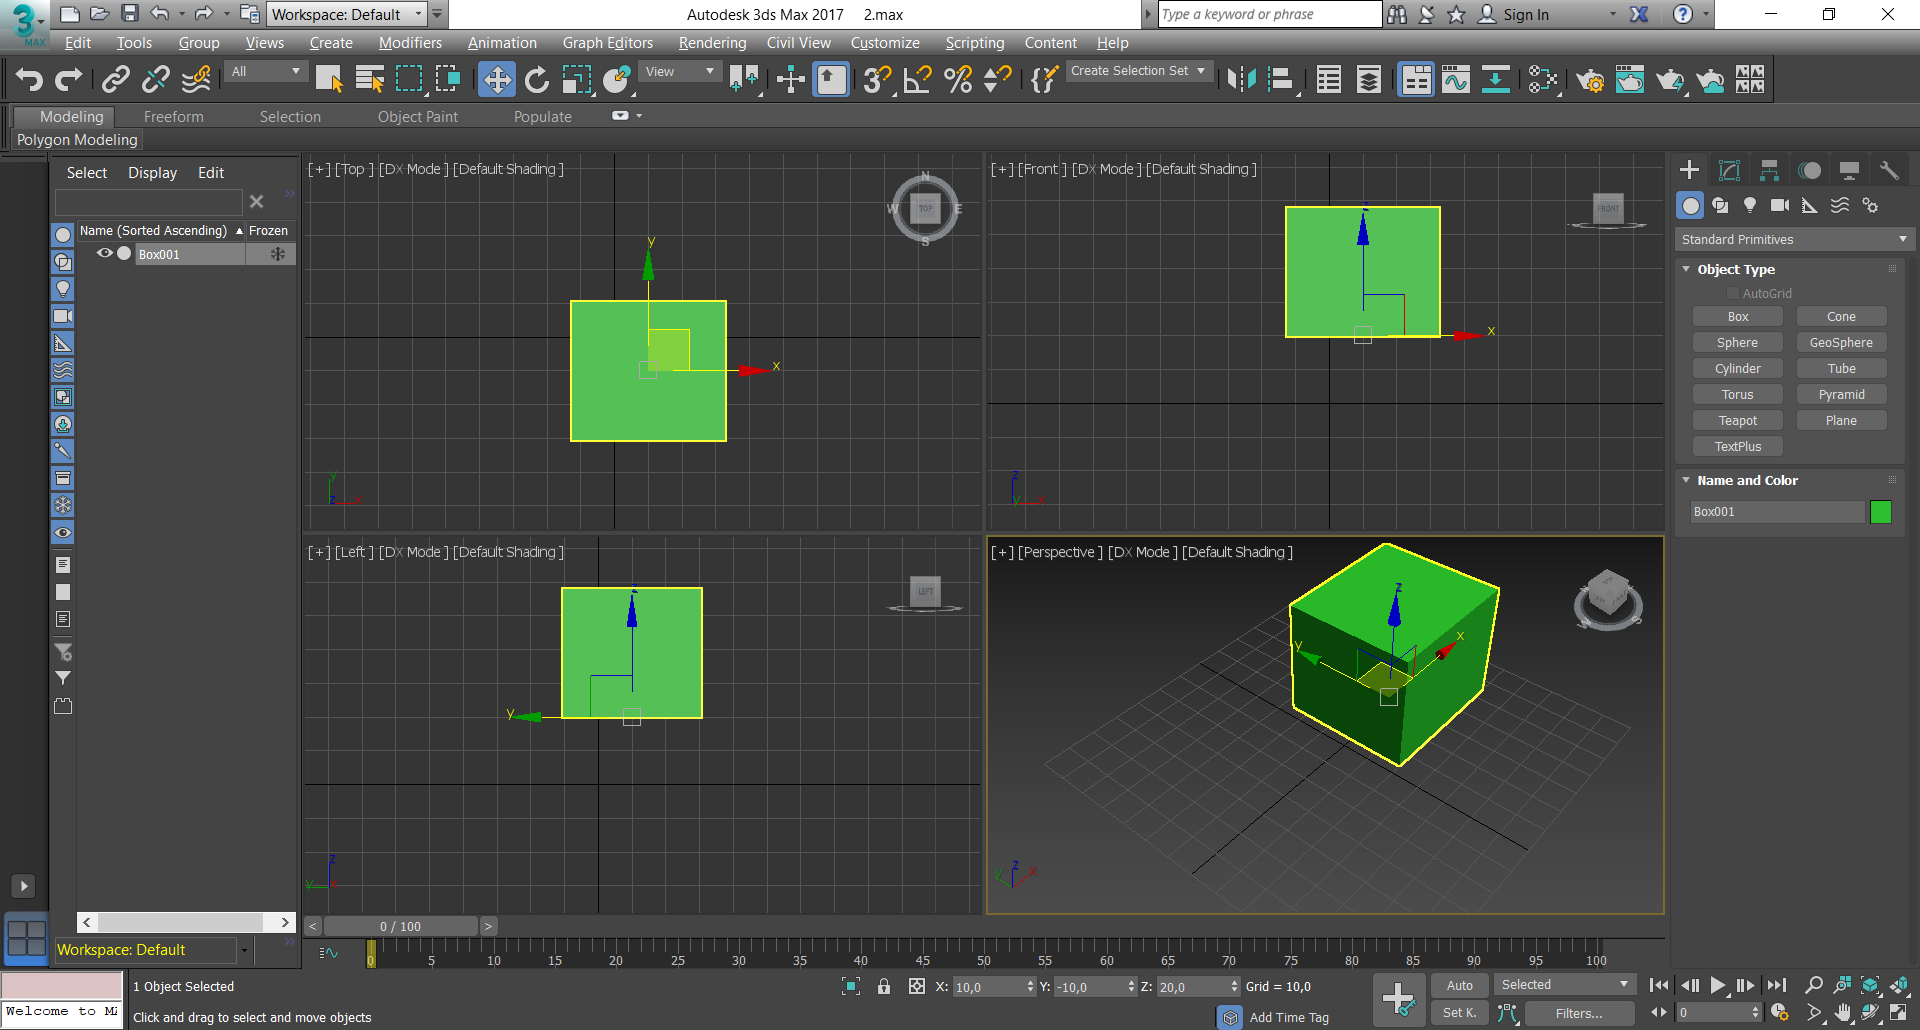 Workspace: Default
Autodesk 3ds Max 2017 2.max
Type a keyword or phrase
Sign In
3 MAX
Edit Tools Group Views Create Modifiers Animation Graph Editors Rendering Civil View Customize Scripting Content Help
All
View
Create Selection Set
Modeling Freeform Selection Object Paint Populate
Polygon Modeling
Select Display Edit
Name (Sorted Ascending) Frozen
Box001
[+] [Top ] [DX Mode ] [Default Shading ]
N
W TOP E
S
y
x
y
z x
[+] [Front ] [DX Mode ] [Default Shading ]
FRONT
z
x
z
y x
[+] [Left ] [DX Mode ] [Default Shading ]
LEFT
z
y
z
y x
[+] [Perspective ] [DX Mode ] [Default Shading ]
z
x
y
z
y x
Standard Primitives
Object Type
AutoGrid
Box Cone
Sphere GeoSphere
Cylinder Tube
Torus Pyramid
Teapot Plane
TextPlus
Name and Color
Box001
< 0 / 100 >
Workspace: Default
0 5 10 15 20 25 30 35 40 45 50 55 60 65 70 75 80 85 90 95 100
1 Object Selected
X: 10,0 Y: -10,0 Z: 20,0 Grid = 10,0
Auto Selected
Welcome to MA
Click and drag to select and move objects
Add Time Tag
Set K. Filters...
0